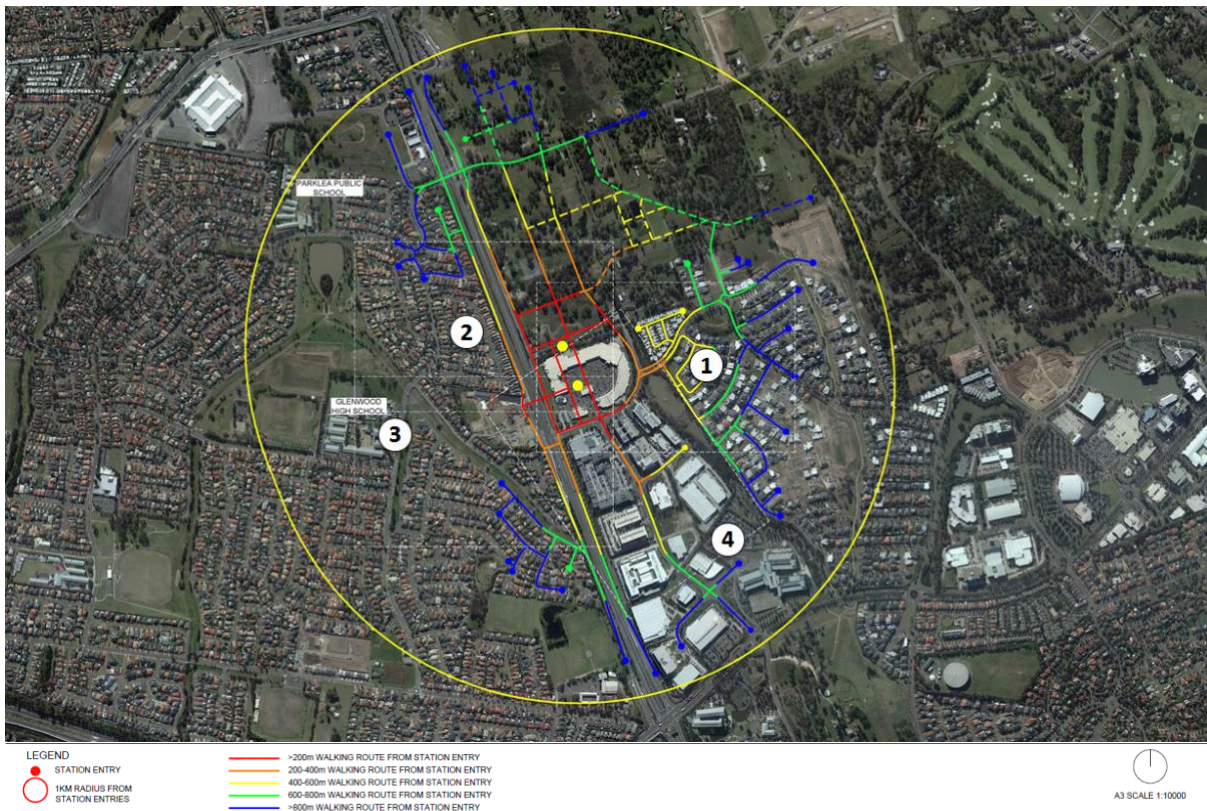 PARKLEA PUBLIC
SCHOOL
2
1
GLENWOOD
HIGH SCHOOL
3
4
LEGEND
STATION ENTRY
1KM RADIUS FROM
STATION ENTRIES
>200m WALKING ROUTE FROM STATION ENTRY
200-400m WALKING ROUTE FROM STATION ENTRY
400-600m WALKING ROUTE FROM STATION ENTRY
600-800m WALKING ROUTE FROM STATION ENTRY
>800m WALKING ROUTE FROM STATION ENTRY
A3 SCALE 1:10000